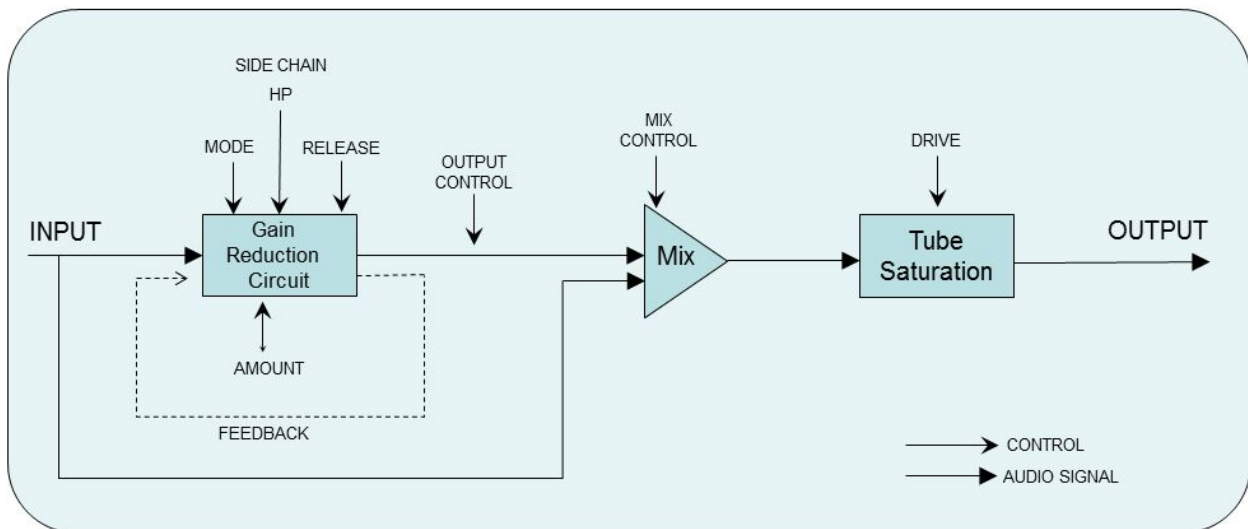 SIDE CHAIN
HP
MODE
RELEASE
OUTPUT
CONTROL
MIX
CONTROL
DRIVE
INPUT
Gain
Reduction
Circuit
Mix
Tube
Saturation
OUTPUT
AMOUNT
FEEDBACK
CONTROL
AUDIO SIGNAL